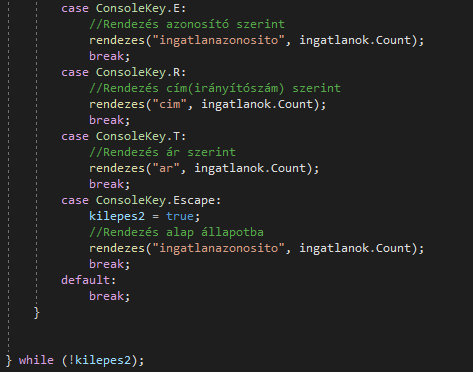 case ConsoleKey.E:
//Rendezés azonosító szerint
rendezes("ingatlanazonosito", ingatlanok.Count);
break;
case ConsoleKey.R:
//Rendezés cím(irányítószám) szerint
rendezes("cim", ingatlanok.Count);
break;
case ConsoleKey.T:
//Rendezés ár szerint
rendezes("ar", ingatlanok.Count);
break;
case ConsoleKey.Escape:
kilepes2 = true;
//Rendezés alap állapotba
rendezes("ingatlanazonosito", ingatlanok.Count);
break;
default:
break;
}
} while (!kilepes2);